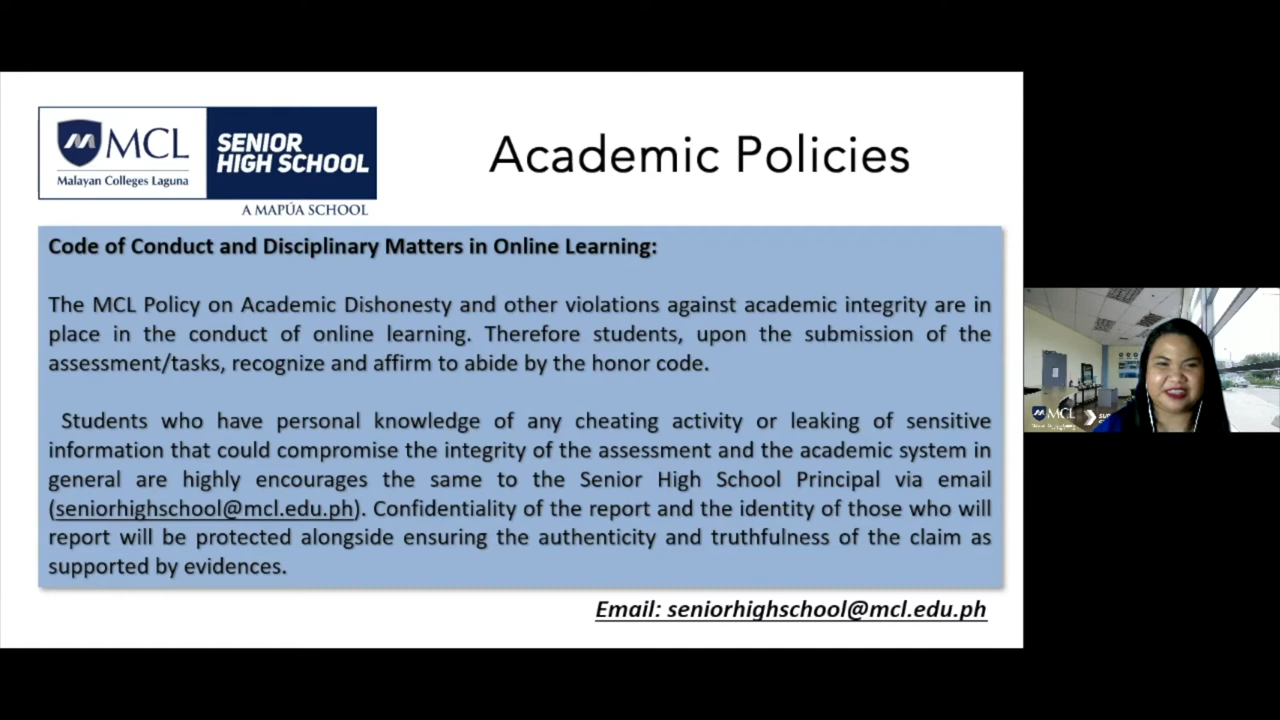 MCL
Malayan Colleges Laguna
SENIOR
HIGH SCHOOL
A MAPÚA SCHOOL
Academic Policies
Code of Conduct and Disciplinary Matters in Online Learning:
The MCL Policy on Academic Dishonesty and other violations against academic integrity are in
place in the conduct of online learning. Therefore students, upon the submission of the
assessment/tasks, recognize and affirm to abide by the honor code.
Students who have personal knowledge of any cheating activity or leaking of sensitive
information that could compromise the integrity of the assessment and the academic system in
general are highly encourages the same to the Senior High School Principal via email
(seniorhighschool@mcl.edu.ph). Confidentiality of the report and the identity of those who will
report will be protected alongside ensuring the authenticity and truthfulness of the claim as
supported by evidences.
Email: seniorhighschool@mcl.edu.ph
MCL